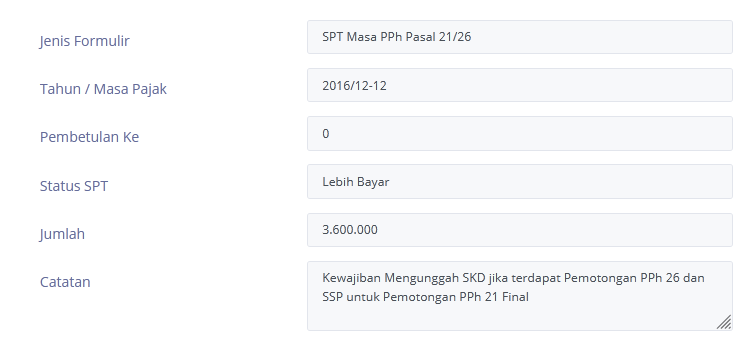 Jenis Formulir
SPT Masa PPh Pasal 21/26
Tahun / Masa Pajak
2016/12-12
Pembetulan Ke
0
Status SPT
Lebih Bayar
Jumlah
3.600.000
Catatan
Kewajiban Mengunggah SKD jika terdapat Pemotongan PPh 26 dan
SSP untuk Pemotongan PPh 21 Final